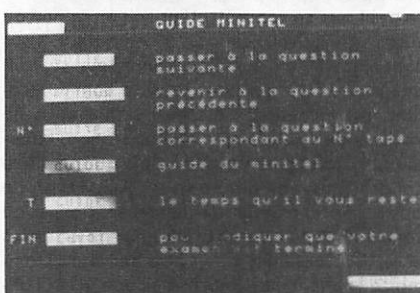 GUIDE MINITEL
passer à la question
suivante
RETOUR revenir à la question
précédente
N° passer à la question
correspondant au N° tapé
GUIDE guide du minitel
T le temps qu'il vous reste
FIN pour indiquer que votre
examen est terminé